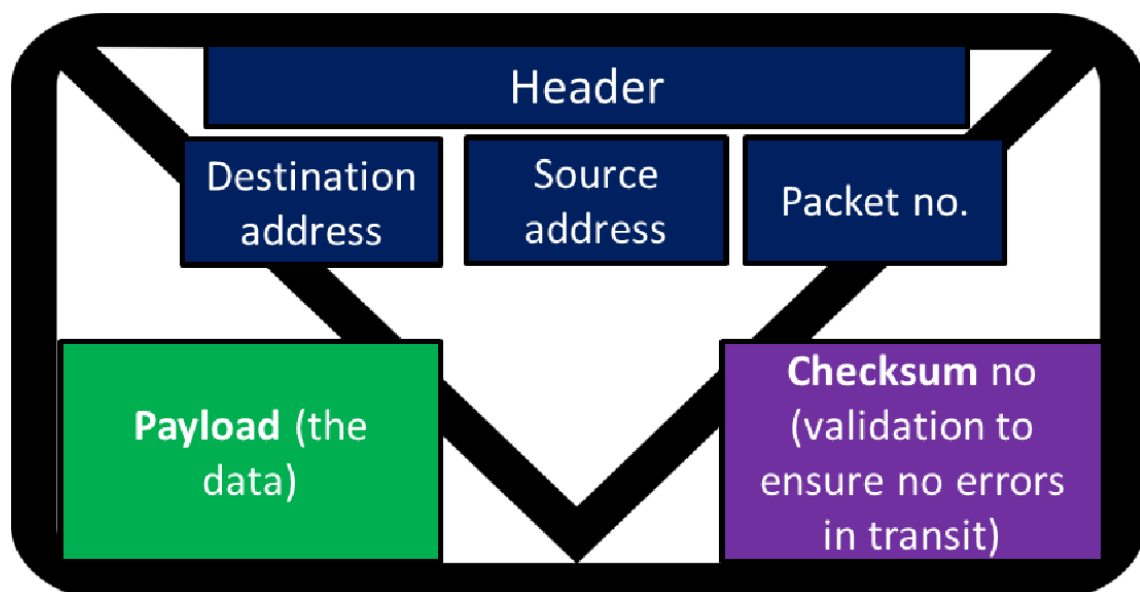 Header
Destination
address
Source
address
Packet no.
Payload (the
data)
Checksum no
(validation to
ensure no errors
in transit)